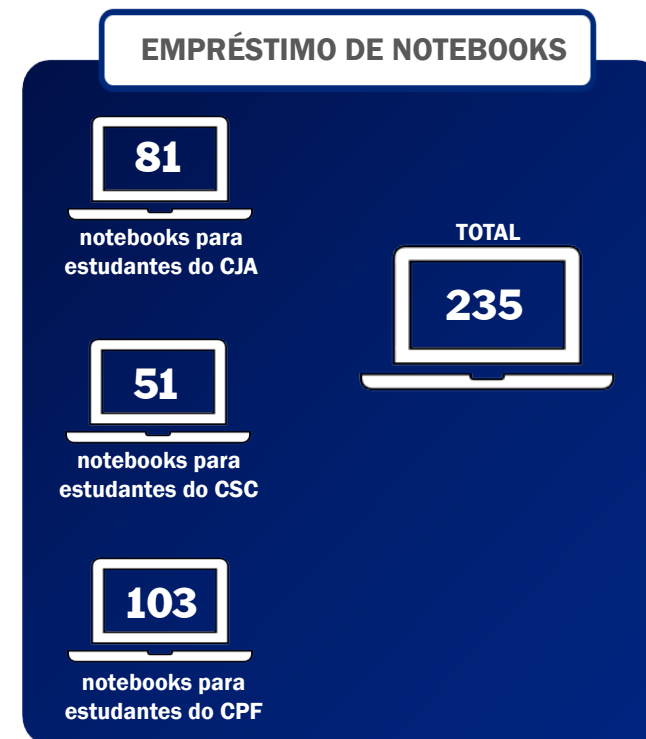 EMPRÉSTIMO DE NOTEBOOKS
81
notebooks para
estudantes do CJA
51
notebooks para
estudantes do CSC
103
notebooks para
estudantes do CPF
TOTAL
235